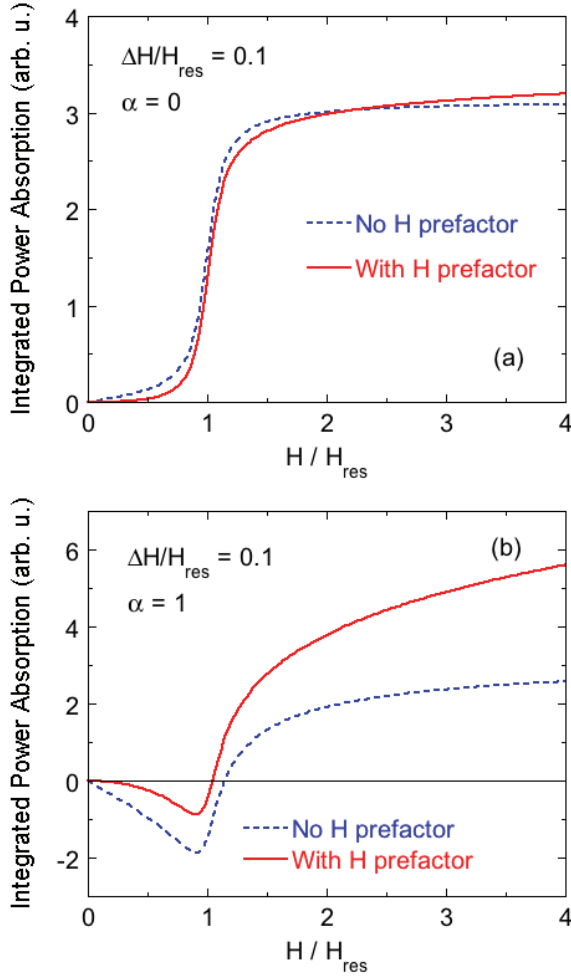 Integrated Power Absorption (arb. u.)
4
3
2
1
0
ΔH/H_res = 0.1
α = 0
No H prefactor
With H prefactor
(a)
0 1 2 3 4
H / H_res
Integrated Power Absorption (arb. u.)
6
4
2
0
-2
ΔH/H_res = 0.1
(b)
α = 1
No H prefactor
With H prefactor
0 1 2 3 4
H / H_res